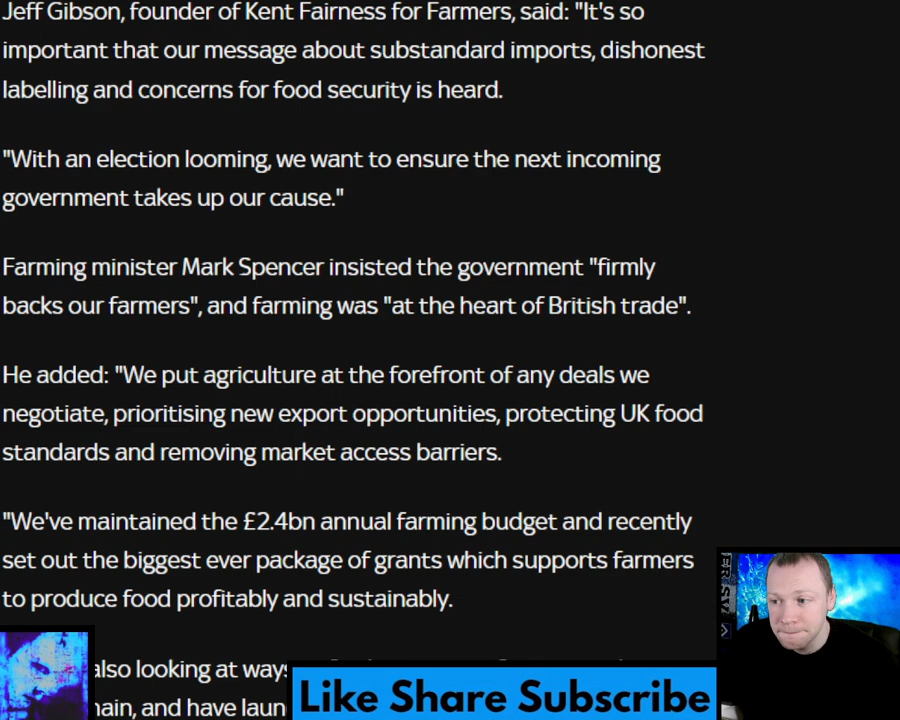 Jeff Gibson, founder of Kent Fairness for Farmers, said: "It's so
important that our message about substandard imports, dishonest
labelling and concerns for food security is heard.
"With an election looming, we want to ensure the next incoming
government takes up our cause."
Farming minister Mark Spencer insisted the government "firmly
backs our farmers", and farming was "at the heart of British trade".
He added: "We put agriculture at the forefront of any deals we
negotiate, prioritising new export opportunities, protecting UK food
standards and removing market access barriers.
"We've maintained the £2.4bn annual farming budget and recently
set out the biggest ever package of grants which supports farmers
to produce food profitably and sustainably.
also looking at ways
hain, and have laun
Like Share Subscribe